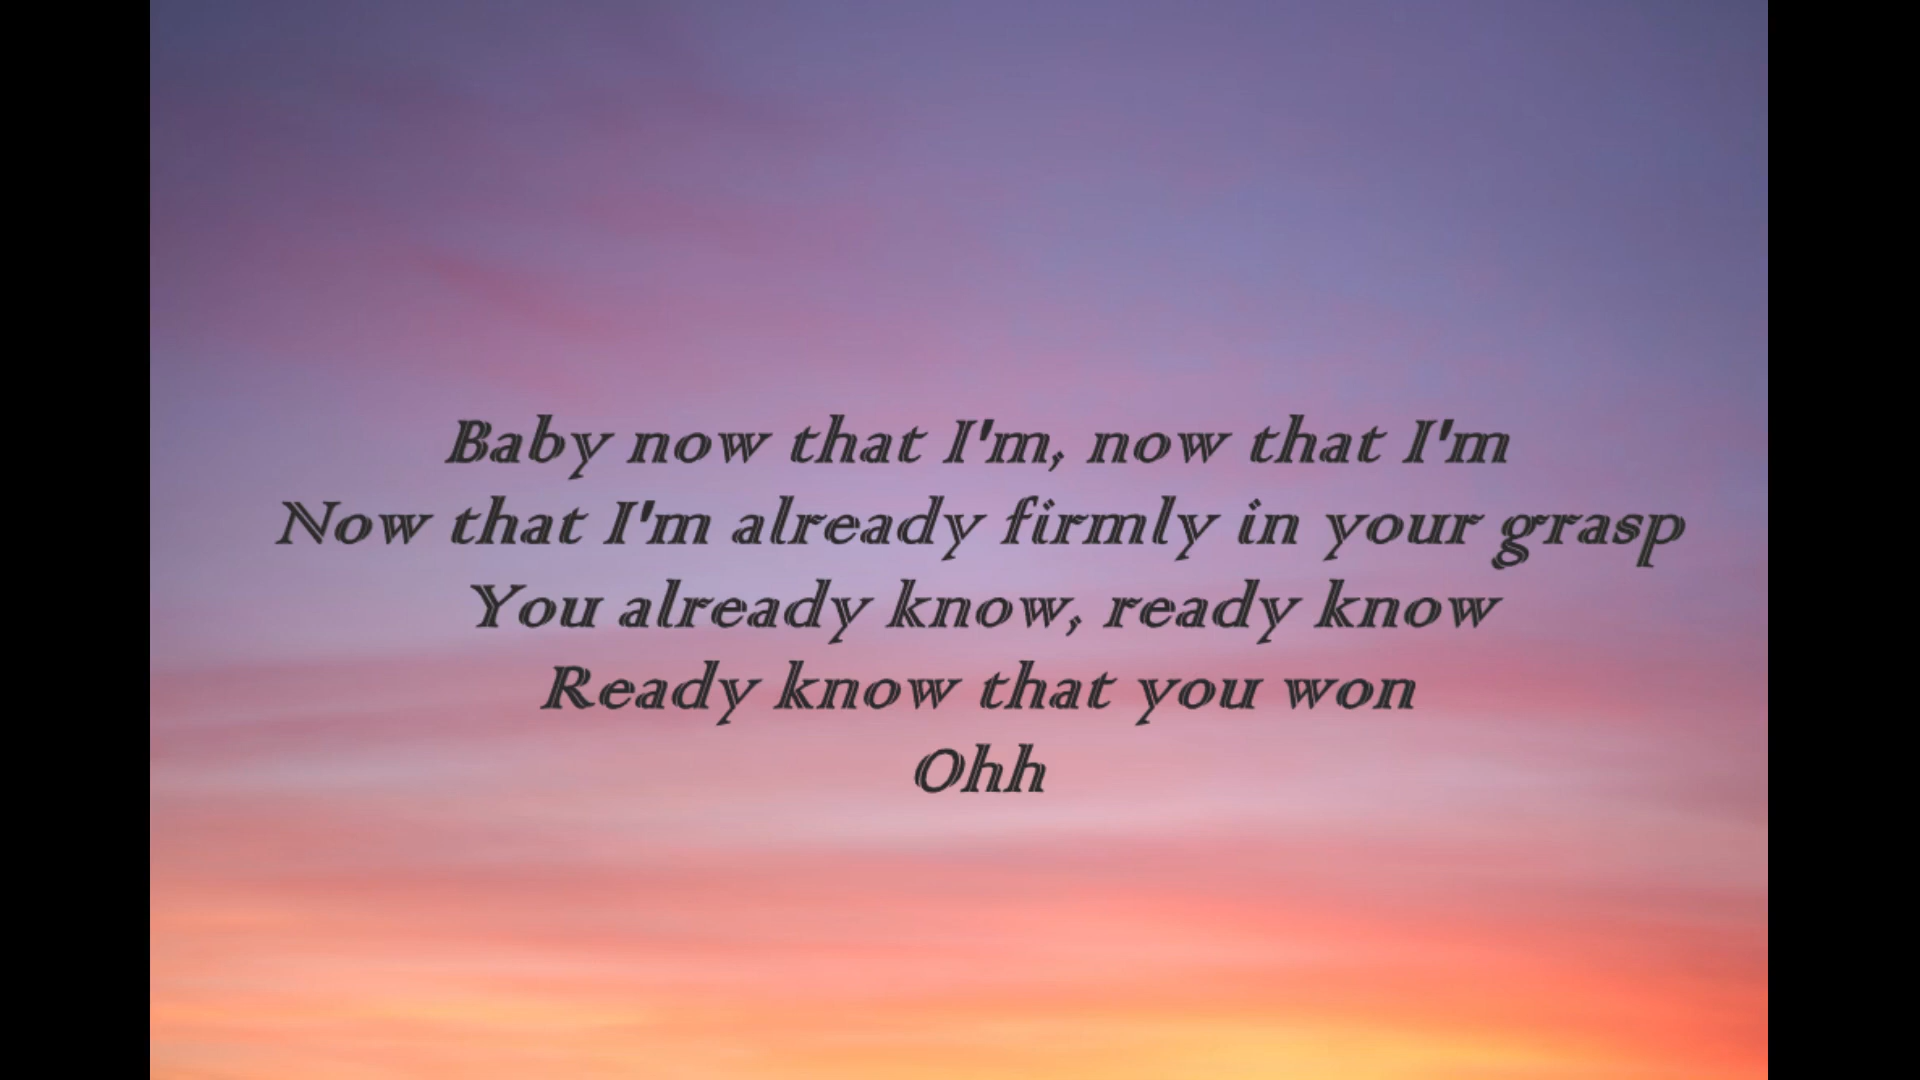 Baby now that I'm, now that I'm
Now that I'm already firmly in your grasp
You already know, ready know
Ready know that you won
Ohh